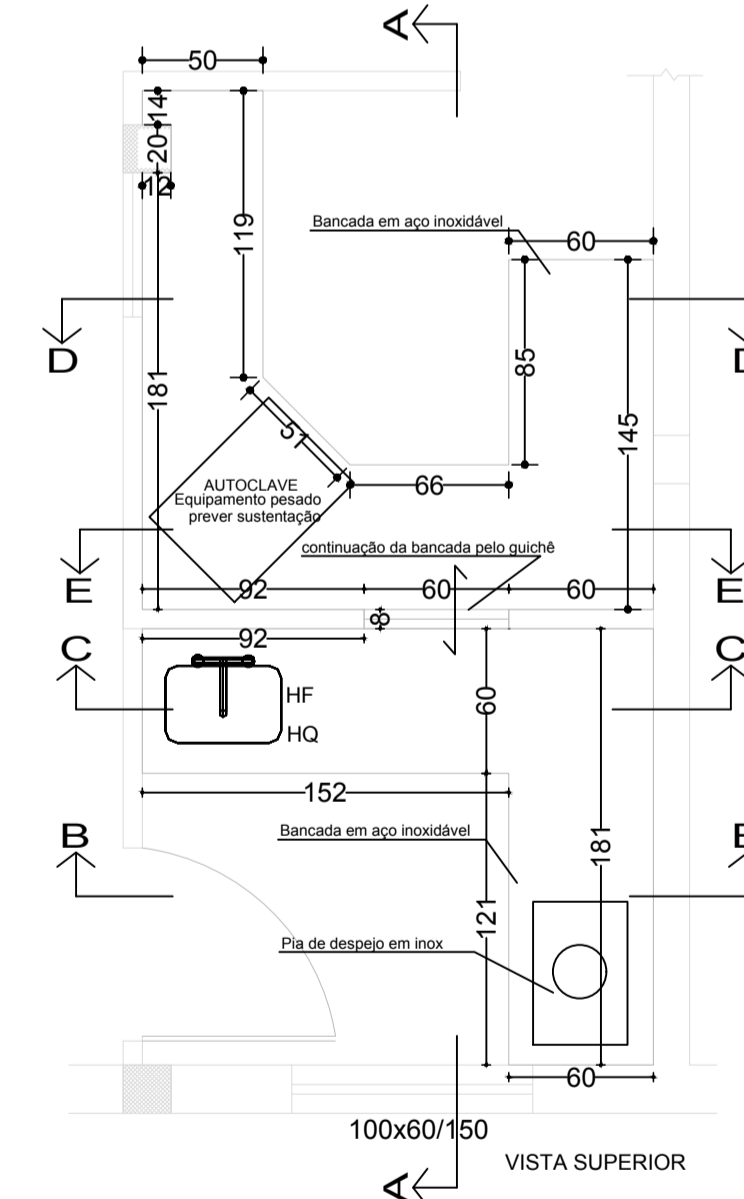 A
50
14
20
12
119
Bancada em aço inoxidável
60
D
D
85
181
145
51
AUTOCLAVE
Equipamento pesado
prever sustentação
66
continuação da bancada pelo guichê
E
E
92
60
60
8
92
C
C
HF
HQ
60
152
B
B
Bancada em aço inoxidável
181
121
Pia de despejo em inox
60
100x60/150
VISTA SUPERIOR
A